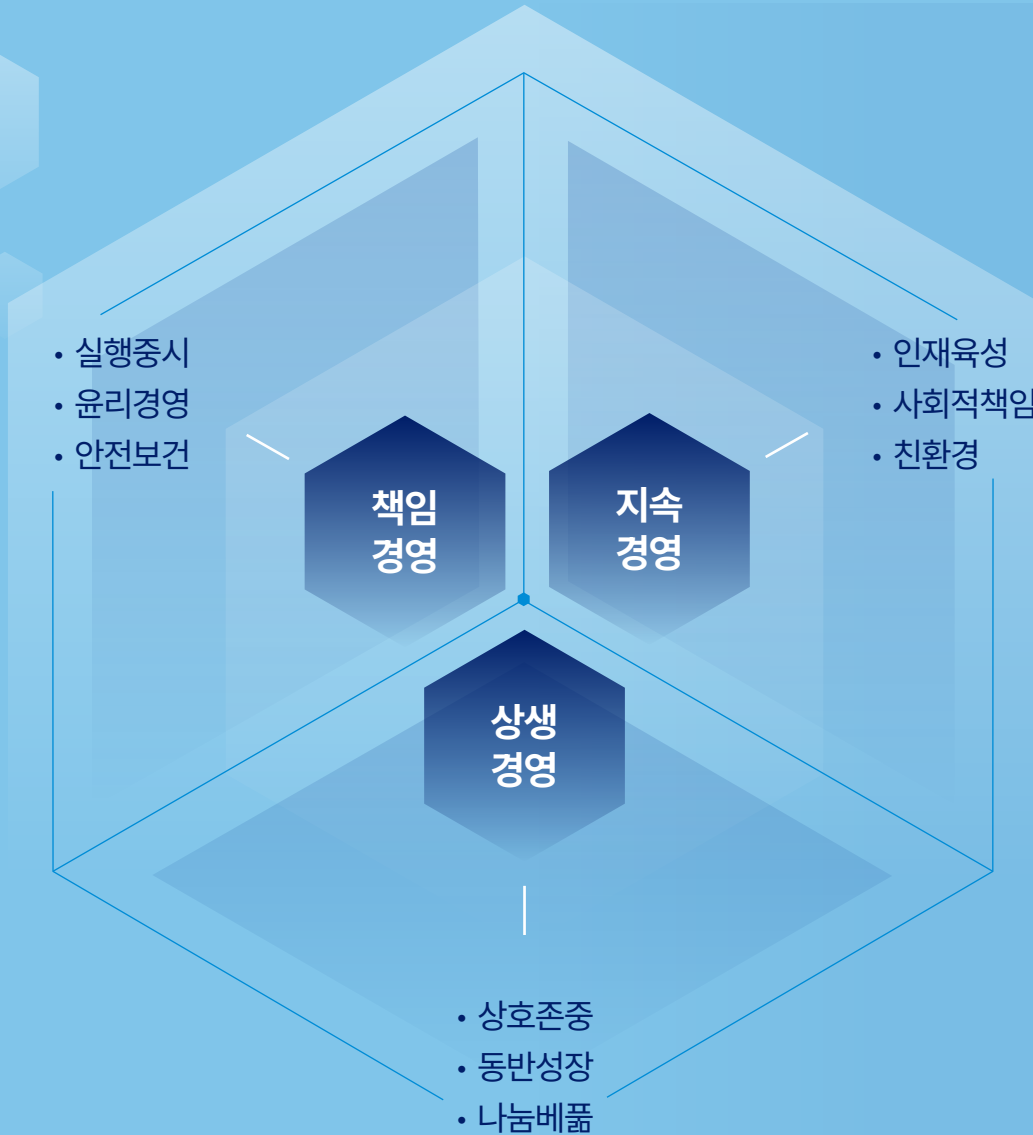 • 실행중시
• 윤리경영
• 안전보건
책임
경영
지속
경영
• 인재육성
• 사회적책임
• 친환경
상생
경영
• 상호존중
• 동반성장
• 나눔베품